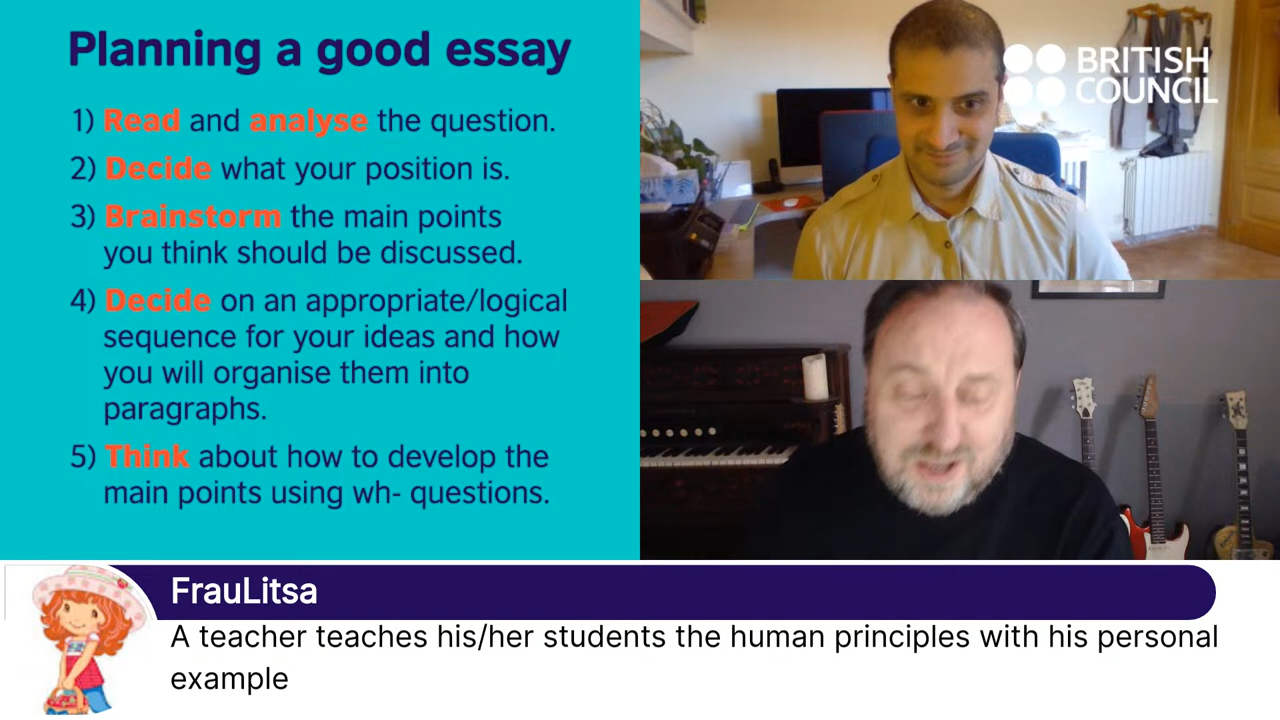 Planning a good essay
1) Read and analyse the question.
2) Decide what your position is.
3) Brainstorm the main points
you think should be discussed.
4) Decide on an appropriate/logical
sequence for your ideas and how
you will organise them into
paragraphs.
5) Think about how to develop the
main points using wh- questions.
BRITISH
COUNCIL
FrauLitsa
A teacher teaches his/her students the human principles with his personal
example